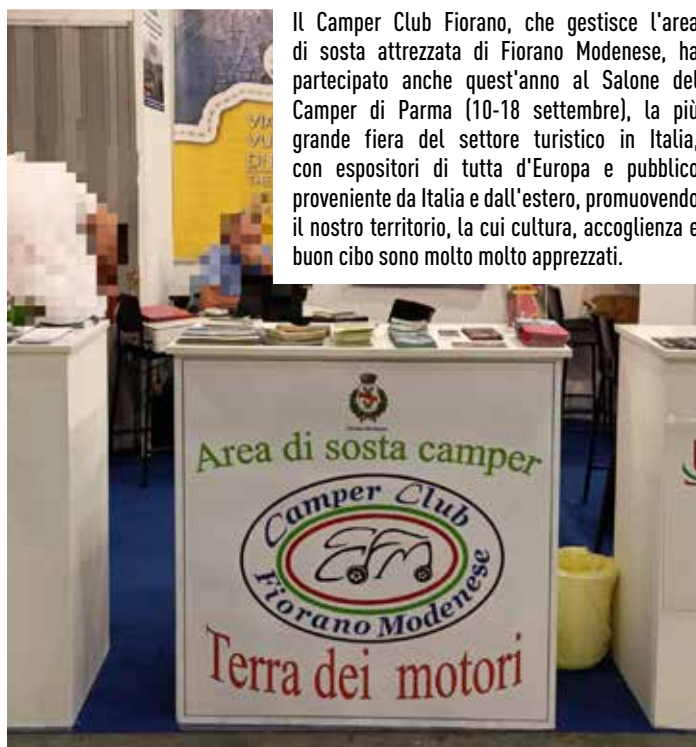 Il Camper Club Fiorano, che gestisce l'area
di sosta attrezzata di Fiorano Modenese, ha
partecipato anche quest'anno al Salone del
Camper di Parma (10-18 settembre), la più
grande fiera del settore turistico in Italia,
con espositori di tutta d'Europa e pubblico
proveniente da Italia e dall'estero, promuovendo
il nostro territorio, la cui cultura, accoglienza e
buon cibo sono molto molto apprezzati.
Area di sosta camper
Camper Club
Fiorano Modenese
Terra dei motori